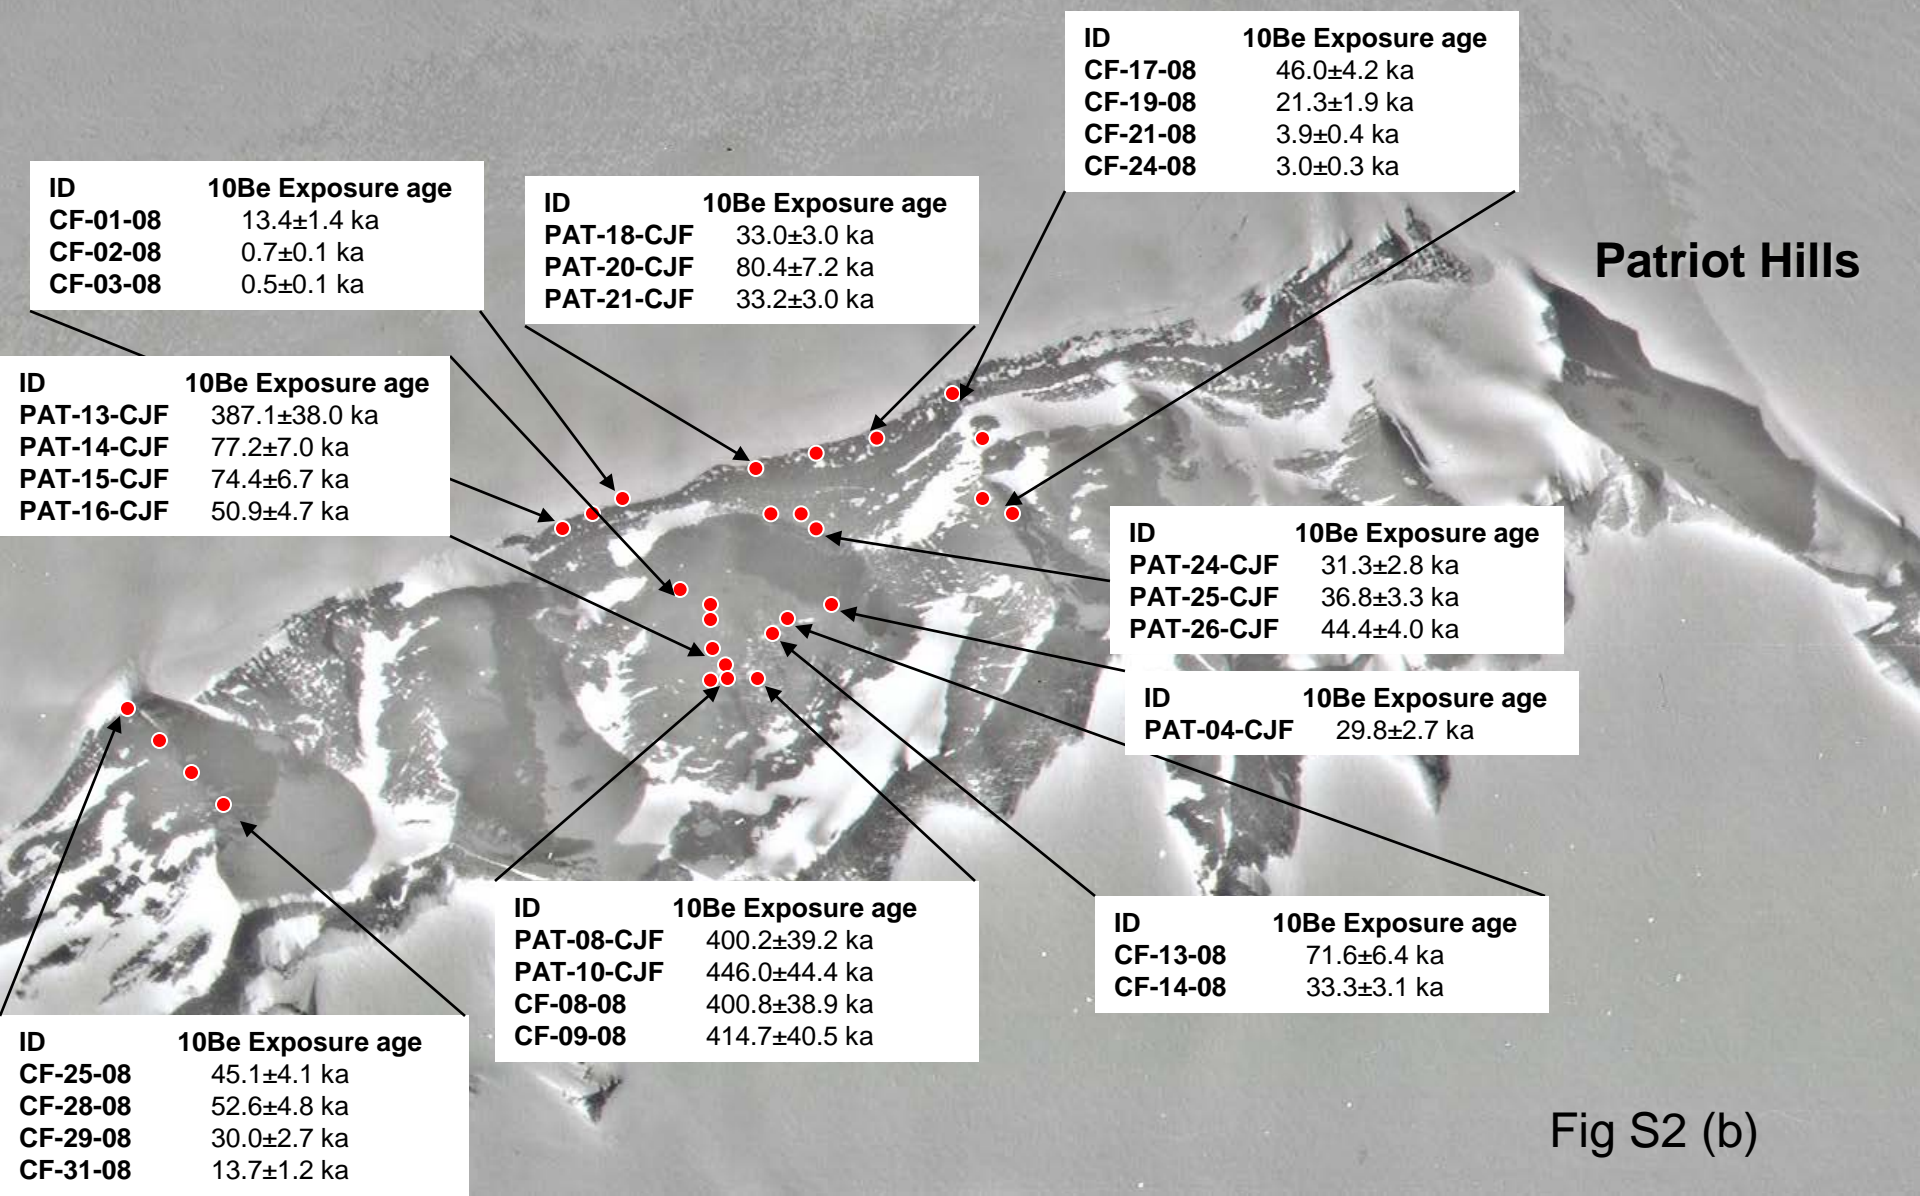 ID 10Be Exposure age
CF-17-08 46.0±4.2 ka
CF-19-08 21.3±1.9 ka
CF-21-08 3.9±0.4 ka
CF-24-08 3.0±0.3 ka
ID 10Be Exposure age
CF-01-08 13.4±1.4 ka
CF-02-08 0.7±0.1 ka
CF-03-08 0.5±0.1 ka
ID 10Be Exposure age
PAT-18-CJF 33.0±3.0 ka
PAT-20-CJF 80.4±7.2 ka
PAT-21-CJF 33.2±3.0 ka
Patriot Hills
ID 10Be Exposure age
PAT-13-CJF 387.1±38.0 ka
PAT-14-CJF 77.2±7.0 ka
PAT-15-CJF 74.4±6.7 ka
PAT-16-CJF 50.9±4.7 ka
ID 10Be Exposure age
PAT-24-CJF 31.3±2.8 ka
PAT-25-CJF 36.8±3.3 ka
PAT-26-CJF 44.4±4.0 ka
ID 10Be Exposure age
PAT-04-CJF 29.8±2.7 ka
ID 10Be Exposure age
PAT-08-CJF 400.2±39.2 ka
PAT-10-CJF 446.0±44.4 ka
CF-08-08 400.8±38.9 ka
CF-09-08 414.7±40.5 ka
ID 10Be Exposure age
CF-13-08 71.6±6.4 ka
CF-14-08 33.3±3.1 ka
ID 10Be Exposure age
CF-25-08 45.1±4.1 ka
CF-28-08 52.6±4.8 ka
CF-29-08 30.0±2.7 ka
CF-31-08 13.7±1.2 ka
Fig S2 (b)